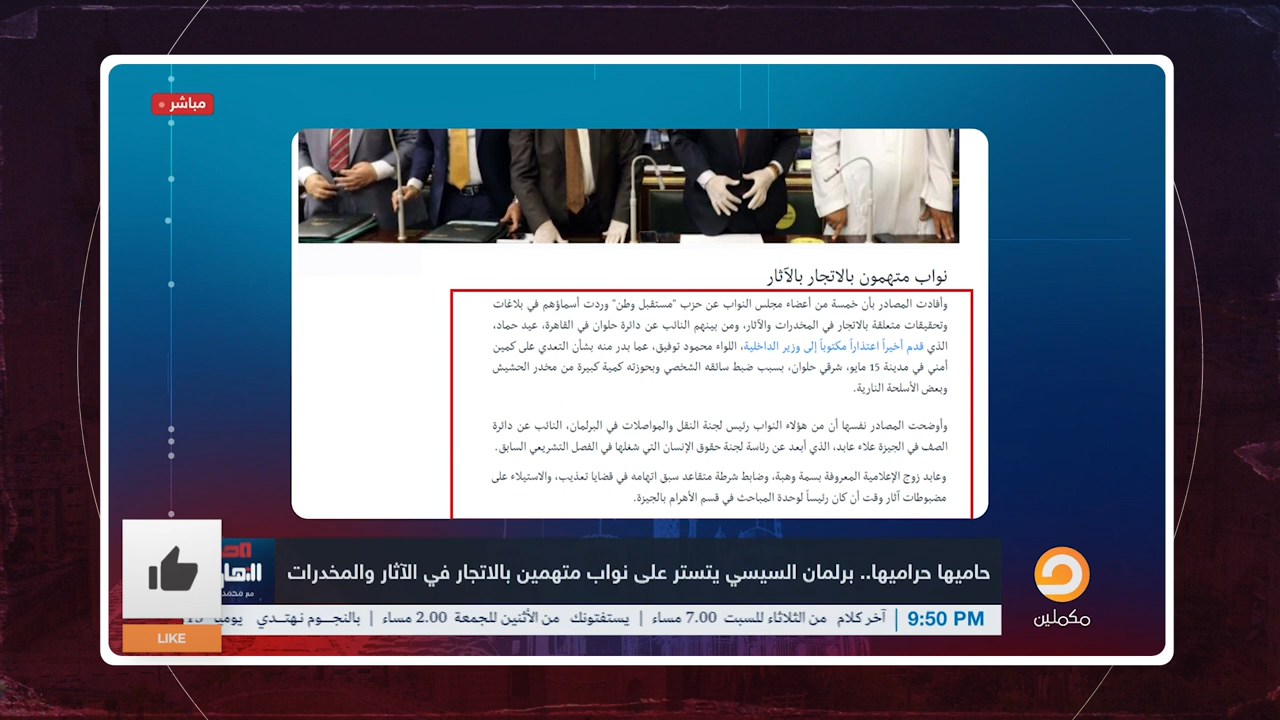 مباشر
نواب متهمون بالاتجار بالآثار
وأفادت المصادر بأن خمسة من أعضاء مجلس النواب عن حزب "مستقبل وطن" وردت أسماؤهم في بلاغات
وتحقيقات متعلقة بالاتجار في المخدرات والآثار، ومن بينهم النائب عن دائرة حلوان في القاهرة، عيد حماد،
الذي قدم أخيراً اعتذاراً مكتوباً إلى وزير الداخلية، اللواء محمود توفيق، عما بدر منه بشأن التعدي على كمين
أمني في مدينة 15 مايو، شرقي حلوان، بسبب ضبط سائقه الشخصي وبحوزته كمية كبيرة من مخدر الحشيش
وبعض الأسلحة النارية.
وأوضحت المصادر نفسها أن من هؤلاء النواب رئيس لجنة النقل والمواصلات في البرلمان، النائب عن دائرة
الصف في الجيزة علاء عابد، الذي أبعد عن رئاسة لجنة حقوق الإنسان التي شغلها في الفصل التشريعي السابق.
وعابد زوج الإعلامية المعروفة بسمة وهبة، وضابط شرطة متقاعد سبق اتهامه في قضايا تعذيب، والاستيلاء على
مضبوطات آثار وقت أن كان رئيساً لوحدة المباحث في قسم الأهرام بالجيزة.
حاميها حراميها.. برلمان السيسي يتستر على نواب متهمين بالاتجار في الآثار والمخدرات
مع محمد
9:50 PM | آخر كلام من الثلاثاء للسبت 7.00 مساء | يستفتونك من الأثنين للجمعة 2.00 مساء | بالنجـــوم نهـتـــدي يوميا
مكملين
LIKE